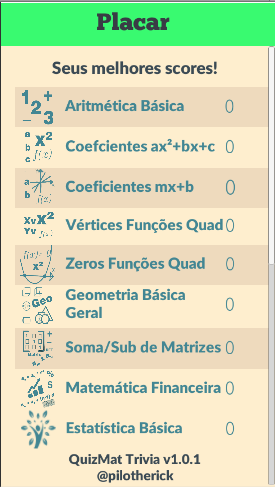 Placar
Seus melhores scores!
Aritmética Básica 0
Coefcientes ax²+bx+c 0
Coeficientes mx+b 0
Vértices Funções Quad 0
Zeros Funções Quad 0
Geometria Básica
Geral 0
Soma/Sub de Matrizes 0
Matemática Financeira 0
Estatística Básica 0
QuizMat Trivia v1.0.1
@pilotherick